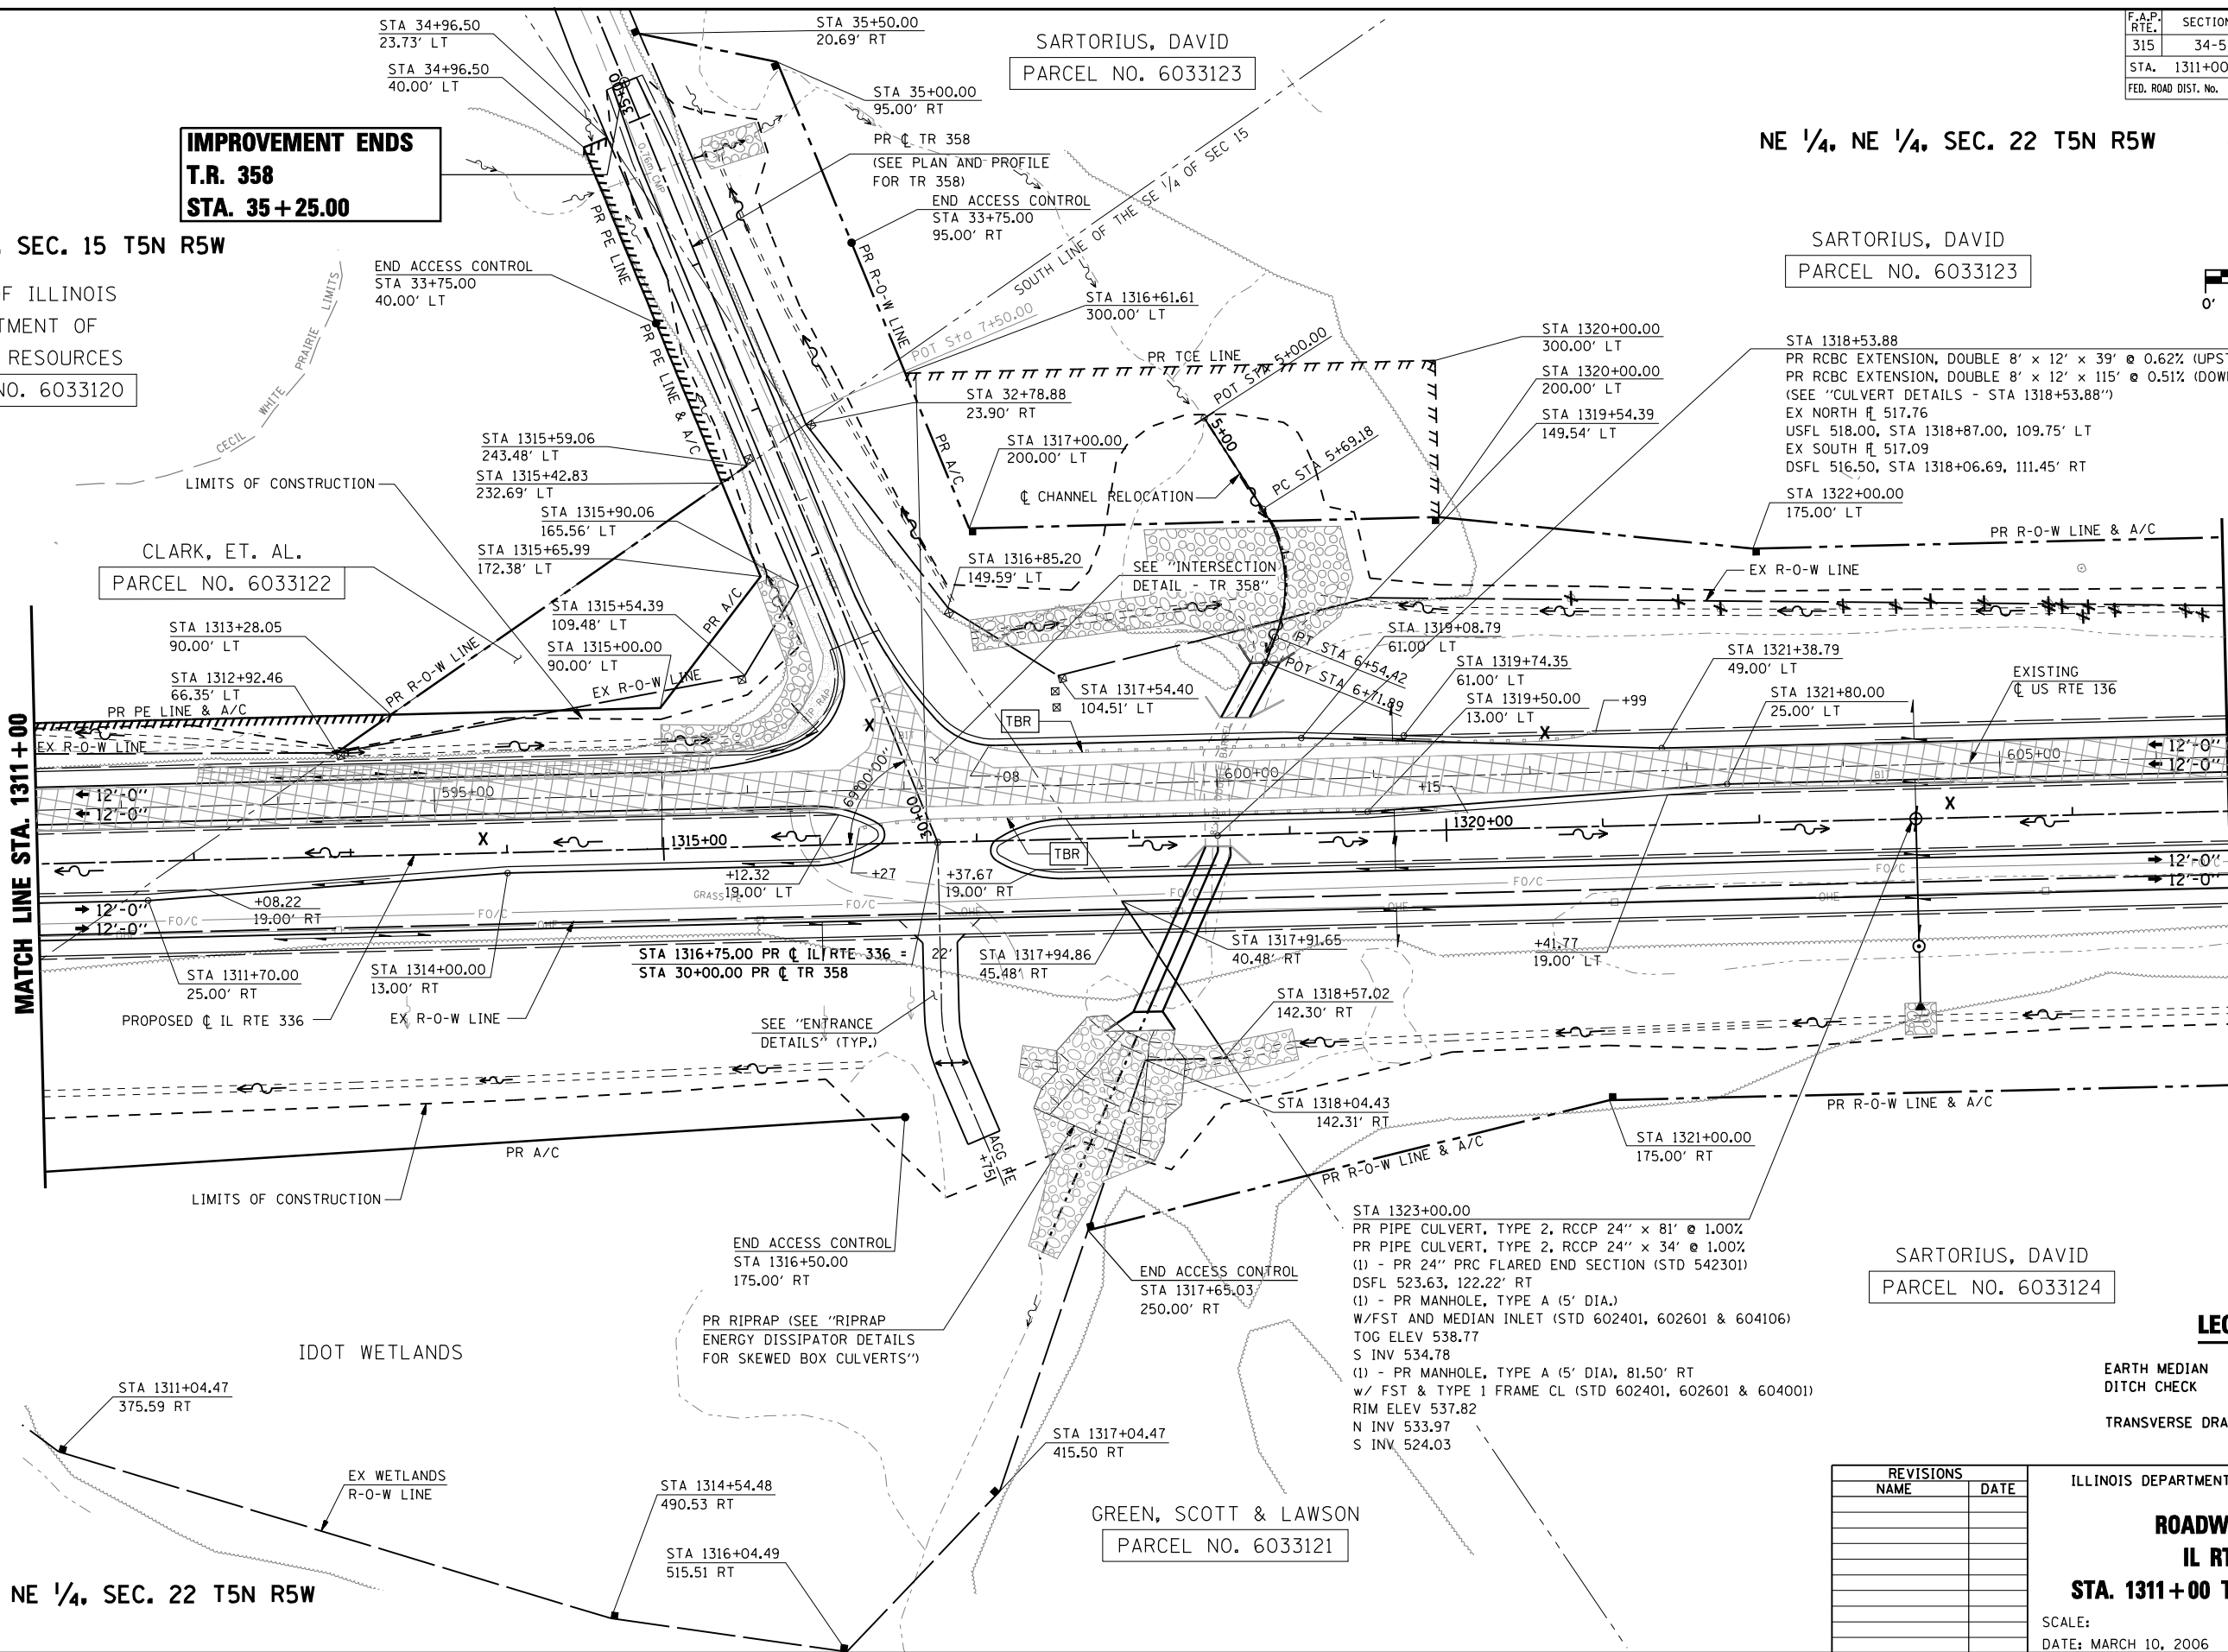 STA 34+96.50
23.73' LT
STA 34+96.50
40.00' LT
STA 35+50.00
20.69' RT
SARTORIUS, DAVID
PARCEL NO. 6033123
F.A.P. RTE.
SECTION
315
34-5
STA. 1311+00
FED. ROAD DIST. No.
IMPROVEMENT ENDS
T.R. 358
STA. 35+25.00
35+00
0.76m CMP
STA 35+00.00
95.00' RT
PR ℄ TR 358
(SEE PLAN AND PROFILE
FOR TR 358)
END ACCESS CONTROL
STA 33+75.00
95.00' RT
NE 1/4, NE 1/4, SEC. 22 T5N R5W
SEC. 15 T5N R5W
F ILLINOIS
TMENT OF
RESOURCES
NO. 6033120
CECIL WHITE PRAIRIE LIMITS
END ACCESS CONTROL
STA 33+75.00
40.00' LT
PR PE LINE
PR PE LINE & A/C
PR R-O-W LINE
PR A/C
SOUTH LINE OF THE SE 1/4 OF SEC 15
POT Sta 7+50.00
STA 1316+61.61
300.00' LT
PR TCE LINE
POT STA 5+00.00
5+00
PC STA 5+69.18
STA 32+78.88
23.90' RT
STA 1317+00.00
200.00' LT
℄ CHANNEL RELOCATION
STA 1320+00.00
300.00' LT
STA 1320+00.00
200.00' LT
STA 1319+54.39
149.54' LT
SARTORIUS, DAVID
PARCEL NO. 6033123
0'
STA 1318+53.88
PR RCBC EXTENSION, DOUBLE 8' x 12' x 39' @ 0.62% (UPST
PR RCBC EXTENSION, DOUBLE 8' x 12' x 115' @ 0.51% (DOW
(SEE "CULVERT DETAILS - STA 1318+53.88")
EX NORTH FL 517.76
USFL 518.00, STA 1318+87.00, 109.75' LT
EX SOUTH FL 517.09
DSFL 516.50, STA 1318+06.69, 111.45' RT
STA 1322+00.00
175.00' LT
PR R-O-W LINE & A/C
EX R-O-W LINE
STA 1315+59.06
243.48' LT
STA 1315+42.83
232.69' LT
STA 1315+90.06
165.56' LT
STA 1315+65.99
172.38' LT
LIMITS OF CONSTRUCTION
CLARK, ET. AL.
PARCEL NO. 6033122
STA 1315+54.39
109.48' LT
STA 1315+00.00
90.00' LT
PR A/C
STA 1316+85.20
149.59' LT
SEE "INTERSECTION
DETAIL - TR 358"
STA 1313+28.05
90.00' LT
STA 1312+92.46
66.35' LT
PR PE LINE & A/C
PR R-O-W LINE
EX R-O-W LINE
EX R-O-W LINE
RIP RAP
STA 1317+54.40
104.51' LT
TBR
PT STA 6+54.42
POT STA 6+71.89
STA 1319+08.79
61.00' LT
STA 1319+74.35
61.00' LT
STA 1319+50.00
13.00' LT
+99
STA 1321+38.79
49.00' LT
STA 1321+80.00
25.00' LT
EXISTING
℄ US RTE 136
MATCH LINE STA. 1311+00
12'-0"
12'-0"
595+00
BIT
BIT
69°00'00"
30+00
+08
600+00
+15
1320+00
605+00
BIT
12'-0"
12'-0"
X
1315+00
X
X
X
TBR
+12.32
19.00' LT
+27
+37.67
19.00' RT
GRASS PE
12'-0"
12'-0"
+08.22
19.00' RT
FO/C
FO/C
FO/C
FO/C
FO/C
FO/C
FO/C
OHE
OHE
OHE
OHE
OHE
12'-0"
12'-0"
STA 1311+70.00
25.00' RT
STA 1314+00.00
13.00' RT
PROPOSED ℄ IL RTE 336
EX R-O-W LINE
STA 1316+75.00 PR ℄ IL RTE 336 =
STA 30+00.00 PR ℄ TR 358
22'
STA 1317+94.86
45.48' RT
STA 1317+91.65
40.48' RT
+41.77
19.00' LT
SEE "ENTRANCE
DETAILS" (TYP.)
STA 1318+57.02
142.30' RT
STA 1318+04.43
142.31' RT
AGG FE
+75
PR A/C
LIMITS OF CONSTRUCTION
STA 1321+00.00
175.00' RT
PR R-O-W LINE & A/C
PR R-O-W LINE & A/C
END ACCESS CONTROL
STA 1316+50.00
175.00' RT
PR RIPRAP (SEE "RIPRAP
ENERGY DISSIPATOR DETAILS
FOR SKEWED BOX CULVERTS")
END ACCESS CONTROL
STA 1317+65.03
250.00' RT
STA 1323+00.00
PR PIPE CULVERT, TYPE 2, RCCP 24" x 81' @ 1.00%
PR PIPE CULVERT, TYPE 2, RCCP 24" x 34' @ 1.00%
(1) - PR 24" PRC FLARED END SECTION (STD 542301)
DSFL 523.63, 122.22' RT
(1) - PR MANHOLE, TYPE A (5' DIA.)
W/FST AND MEDIAN INLET (STD 602401, 602601 & 604106)
TOG ELEV 538.77
S INV 534.78
(1) - PR MANHOLE, TYPE A (5' DIA), 81.50' RT
w/ FST & TYPE 1 FRAME CL (STD 602401, 602601 & 604001)
RIM ELEV 537.82
N INV 533.97
S INV 524.03
SARTORIUS, DAVID
PARCEL NO. 6033124
EARTH MEDIAN
DITCH CHECK
TRANSVERSE DRA
IDOT WETLANDS
STA 1311+04.47
375.59 RT
EX WETLANDS
R-O-W LINE
STA 1314+54.48
490.53 RT
STA 1316+04.49
515.51 RT
STA 1317+04.47
415.50 RT
GREEN, SCOTT & LAWSON
PARCEL NO. 6033121
NE 1/4, SEC. 22 T5N R5W
REVISIONS
NAME
DATE
ILLINOIS DEPARTMENT
ROADW
IL RT
STA. 1311+00 T
SCALE:
DATE: MARCH 10, 2006